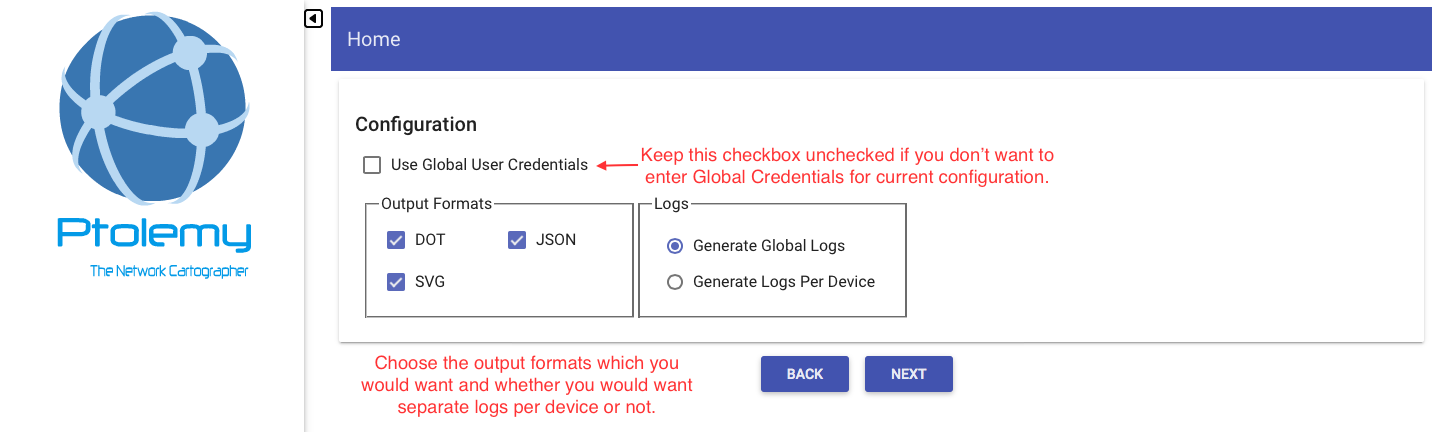 Ptolemy
The Network Cartographer
Home
Configuration
Use Global User Credentials
Keep this checkbox unchecked if you don’t want to
enter Global Credentials for current configuration.
Output Formats
DOT
JSON
SVG
Logs
Generate Global Logs
Generate Logs Per Device
Choose the output formats which you
would want and whether you would want
separate logs per device or not.
BACK
NEXT